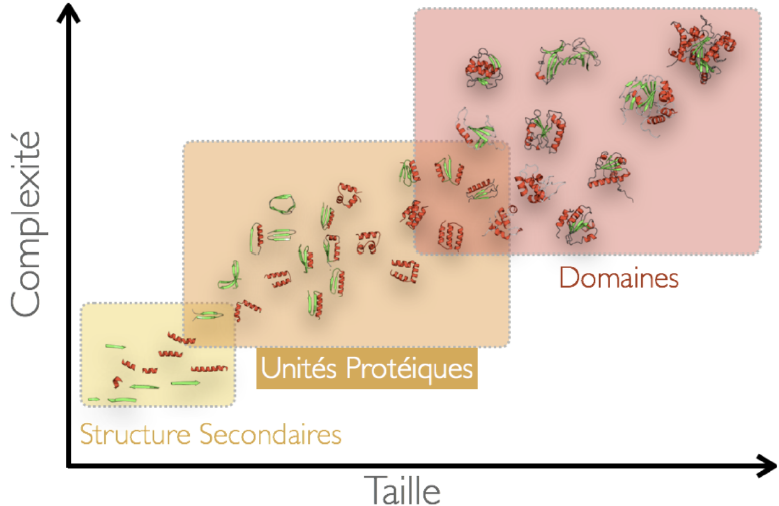 Complexité
Domaines
Unités Protéiques
Structure Secondaires
Taille